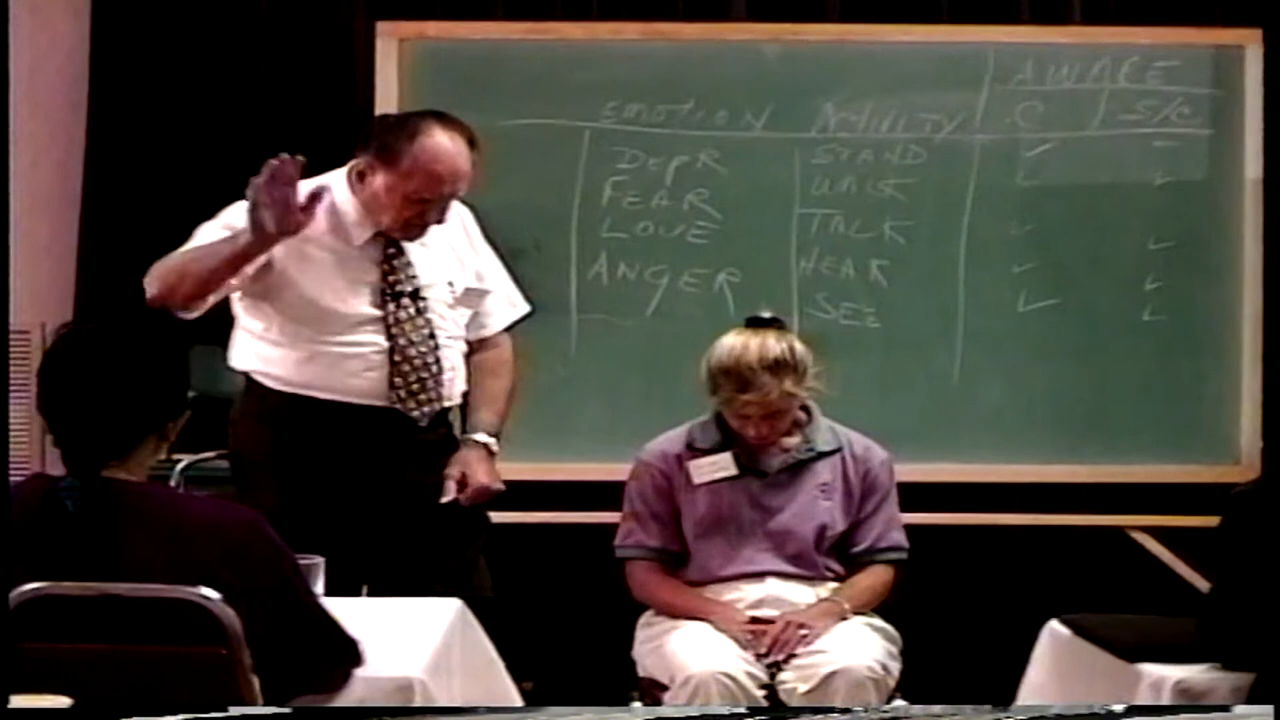 AWARE
EMOTION ACTIVITY C S/C
DEPR STAND
FEAR WALK
LOVE TALK
ANGER HEAR
SEE